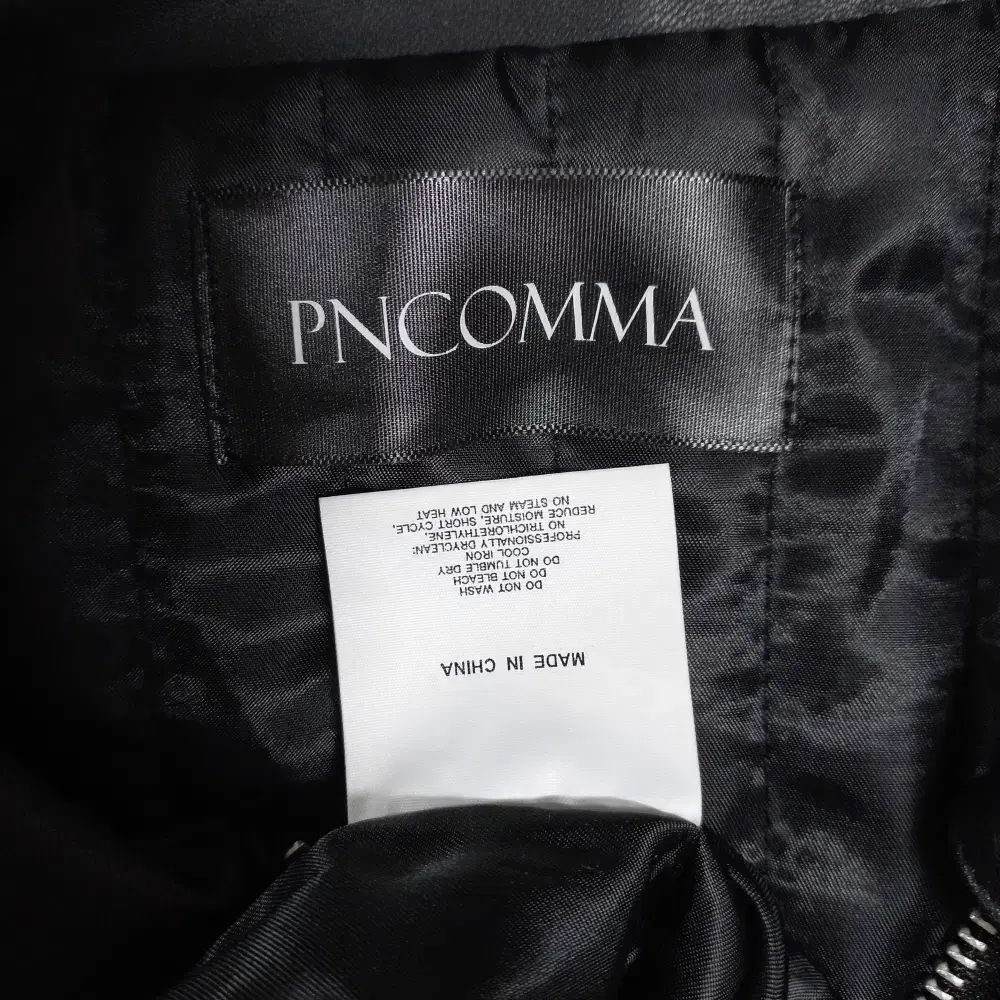 PNCOMMA
MADE IN CHINA
DO NOT WASH
DO NOT BLEACH
DO NOT TUMBLE DRY
COOL IRON
PROFESSIONALLY DRYCLEAN:
NO TRICHLORETHYLENE.
REDUCE MOISTURE, SHORT CYCLE,
NO STEAM AND LOW HEAT